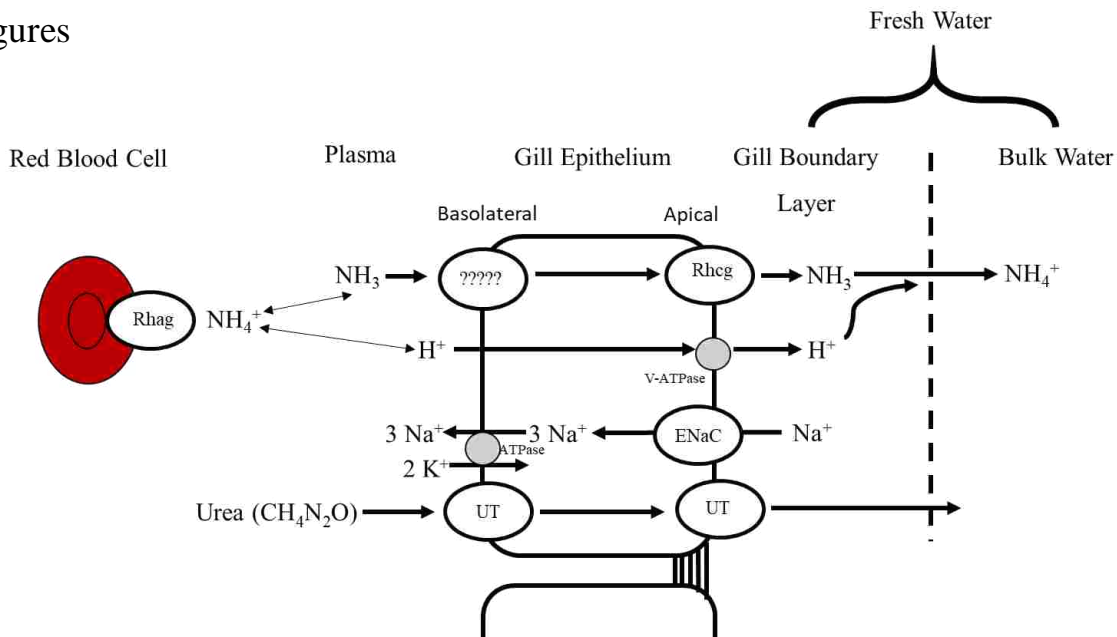 gures
Fresh Water
Red Blood Cell
Plasma
Gill Epithelium
Gill Boundary
Layer
Bulk Water
Basolateral
Apical
Rhag
NH₄⁺
NH₃
?????
Rhcg
NH₃
NH₄⁺
H⁺
V-ATPase
H⁺
3 Na⁺
3 Na⁺
ENaC
Na⁺
ATPase
2 K⁺
Urea (CH₄N₂O)
UT
UT